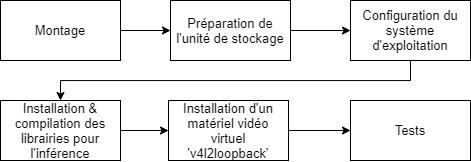 Montage
Préparation de
l'unité de stockage
Configuration du
système
d'exploitation
Installation &
compilation des
librairies pour
l'inférence
Installation d'un
matériel vidéo
virtuel
'v4l2loopback'
Tests